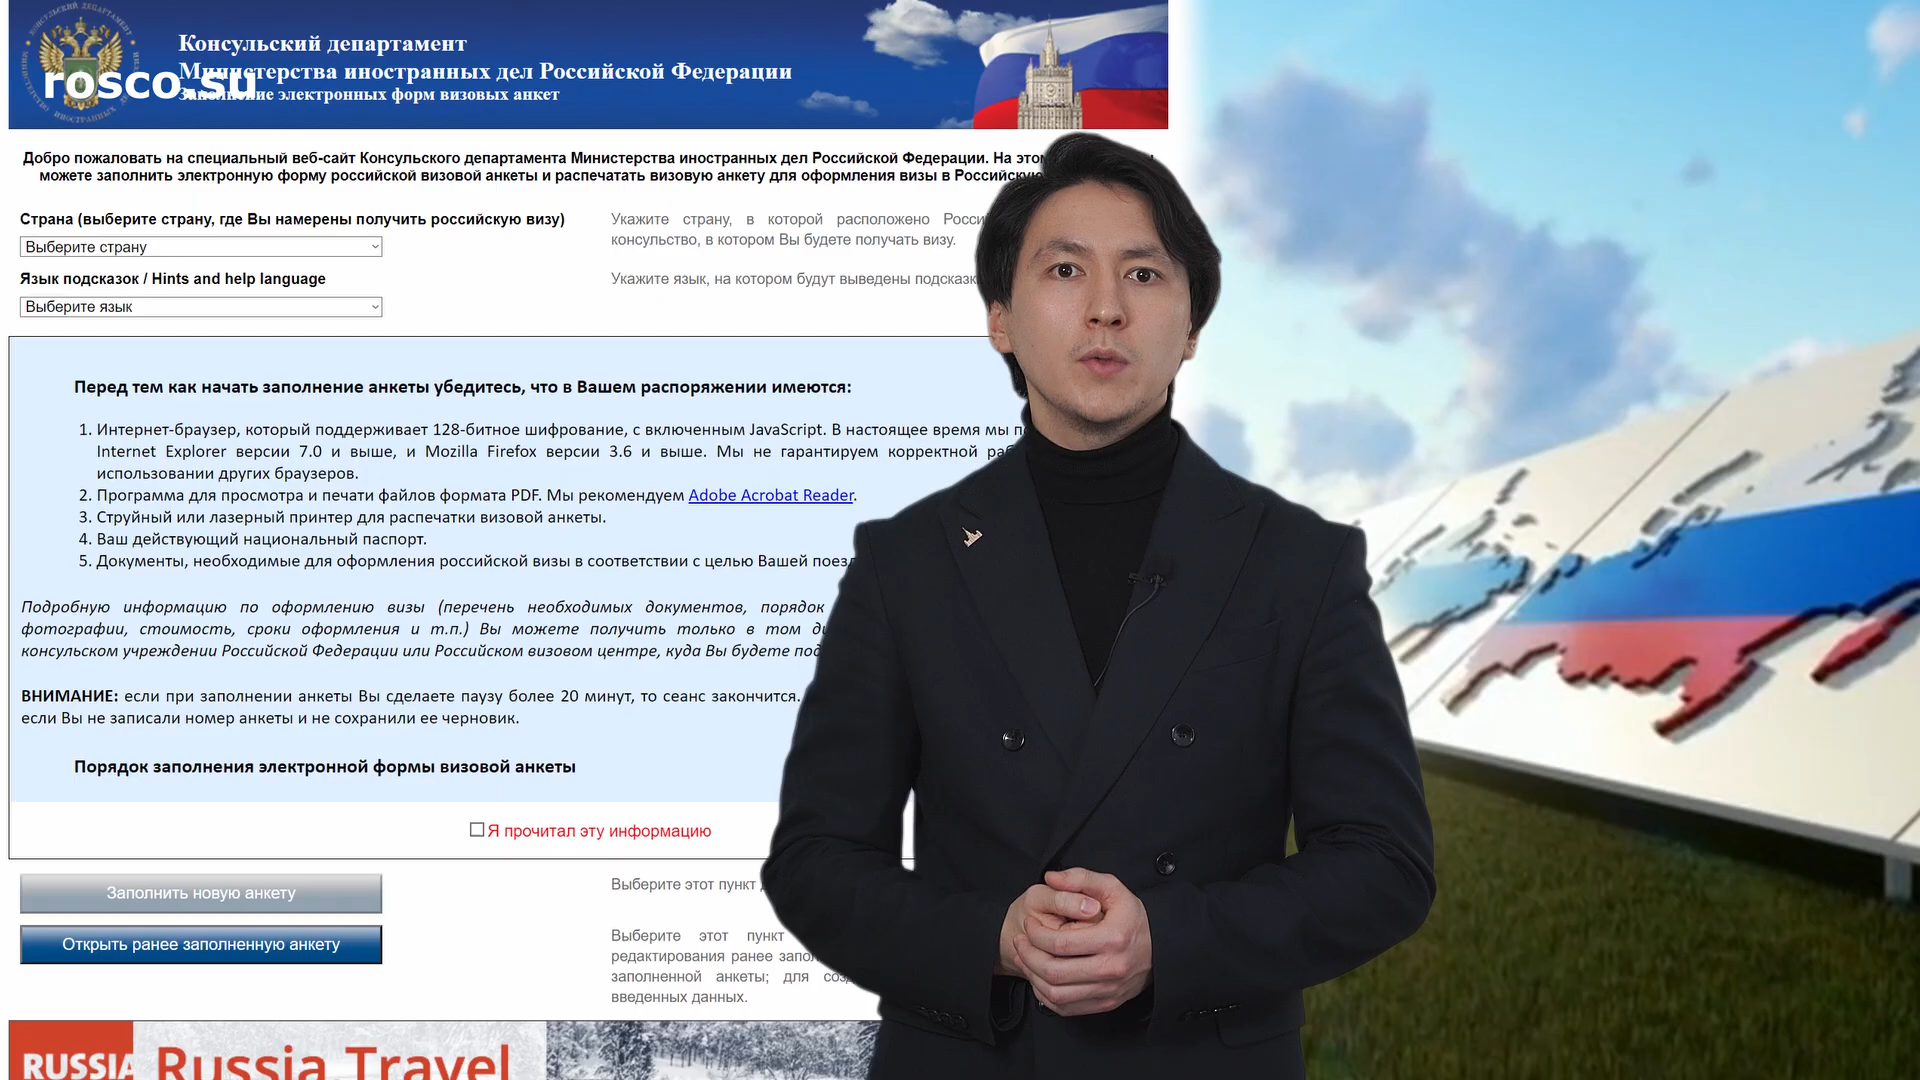 Консульский департамент
Министерства иностранных дел Российской Федерации
rosco.su
электронных форм визовых анкет
Добро пожаловать на специальный веб-сайт Консульского департамента Министерства иностранных дел Российской Федерации. На
можете заполнить электронную форму российской визовой анкеты и распечатать визовую анкету для оформления визы в
Страна (выберите страну, где Вы намерены получить российскую визу)
Выберите страну
Укажите страну, в которой расположено
консульство, в котором Вы будете получать визу.
Язык подсказок / Hints and help language
Выберите язык
Укажите язык, на котором будут выведены
Перед тем как начать заполнение анкеты убедитесь, что в Вашем распоряжении имеются:
1. Интернет-браузер, который поддерживает 128-битное шифрование, с включенным JavaScript. В настоящее время мы
Internet Explorer версии 7.0 и выше, и Mozilla Firefox версии 3.6 и выше. Мы не гарантируем корректной
использовании других браузеров.
2. Программа для просмотра и печати файлов формата PDF. Мы рекомендуем Adobe Acrobat Reader.
3. Струйный или лазерный принтер для распечатки визовой анкеты.
4. Ваш действующий национальный паспорт.
5. Документы, необходимые для оформления российской визы в соответствии с целью Вашей
Подробную информацию по оформлению визы (перечень необходимых документов, порядок
фотографии, стоимость, сроки оформления и т.п.) Вы можете получить только в том
консульском учреждении Российской Федерации или Российском визовом центре, куда Вы будете
ВНИМАНИЕ: если при заполнении анкеты Вы сделаете паузу более 20 минут, то сеанс закончится.
если Вы не записали номер анкеты и не сохранили ее черновик.
Порядок заполнения электронной формы визовой анкеты
Я прочитал эту информацию
Заполнить новую анкету
Выберите этот пункт
Открыть ранее заполненную анкету
Выберите этот пункт
редактирования ранее
заполненной анкеты; для
введенных данных.
RUSSIA
Russia Travel